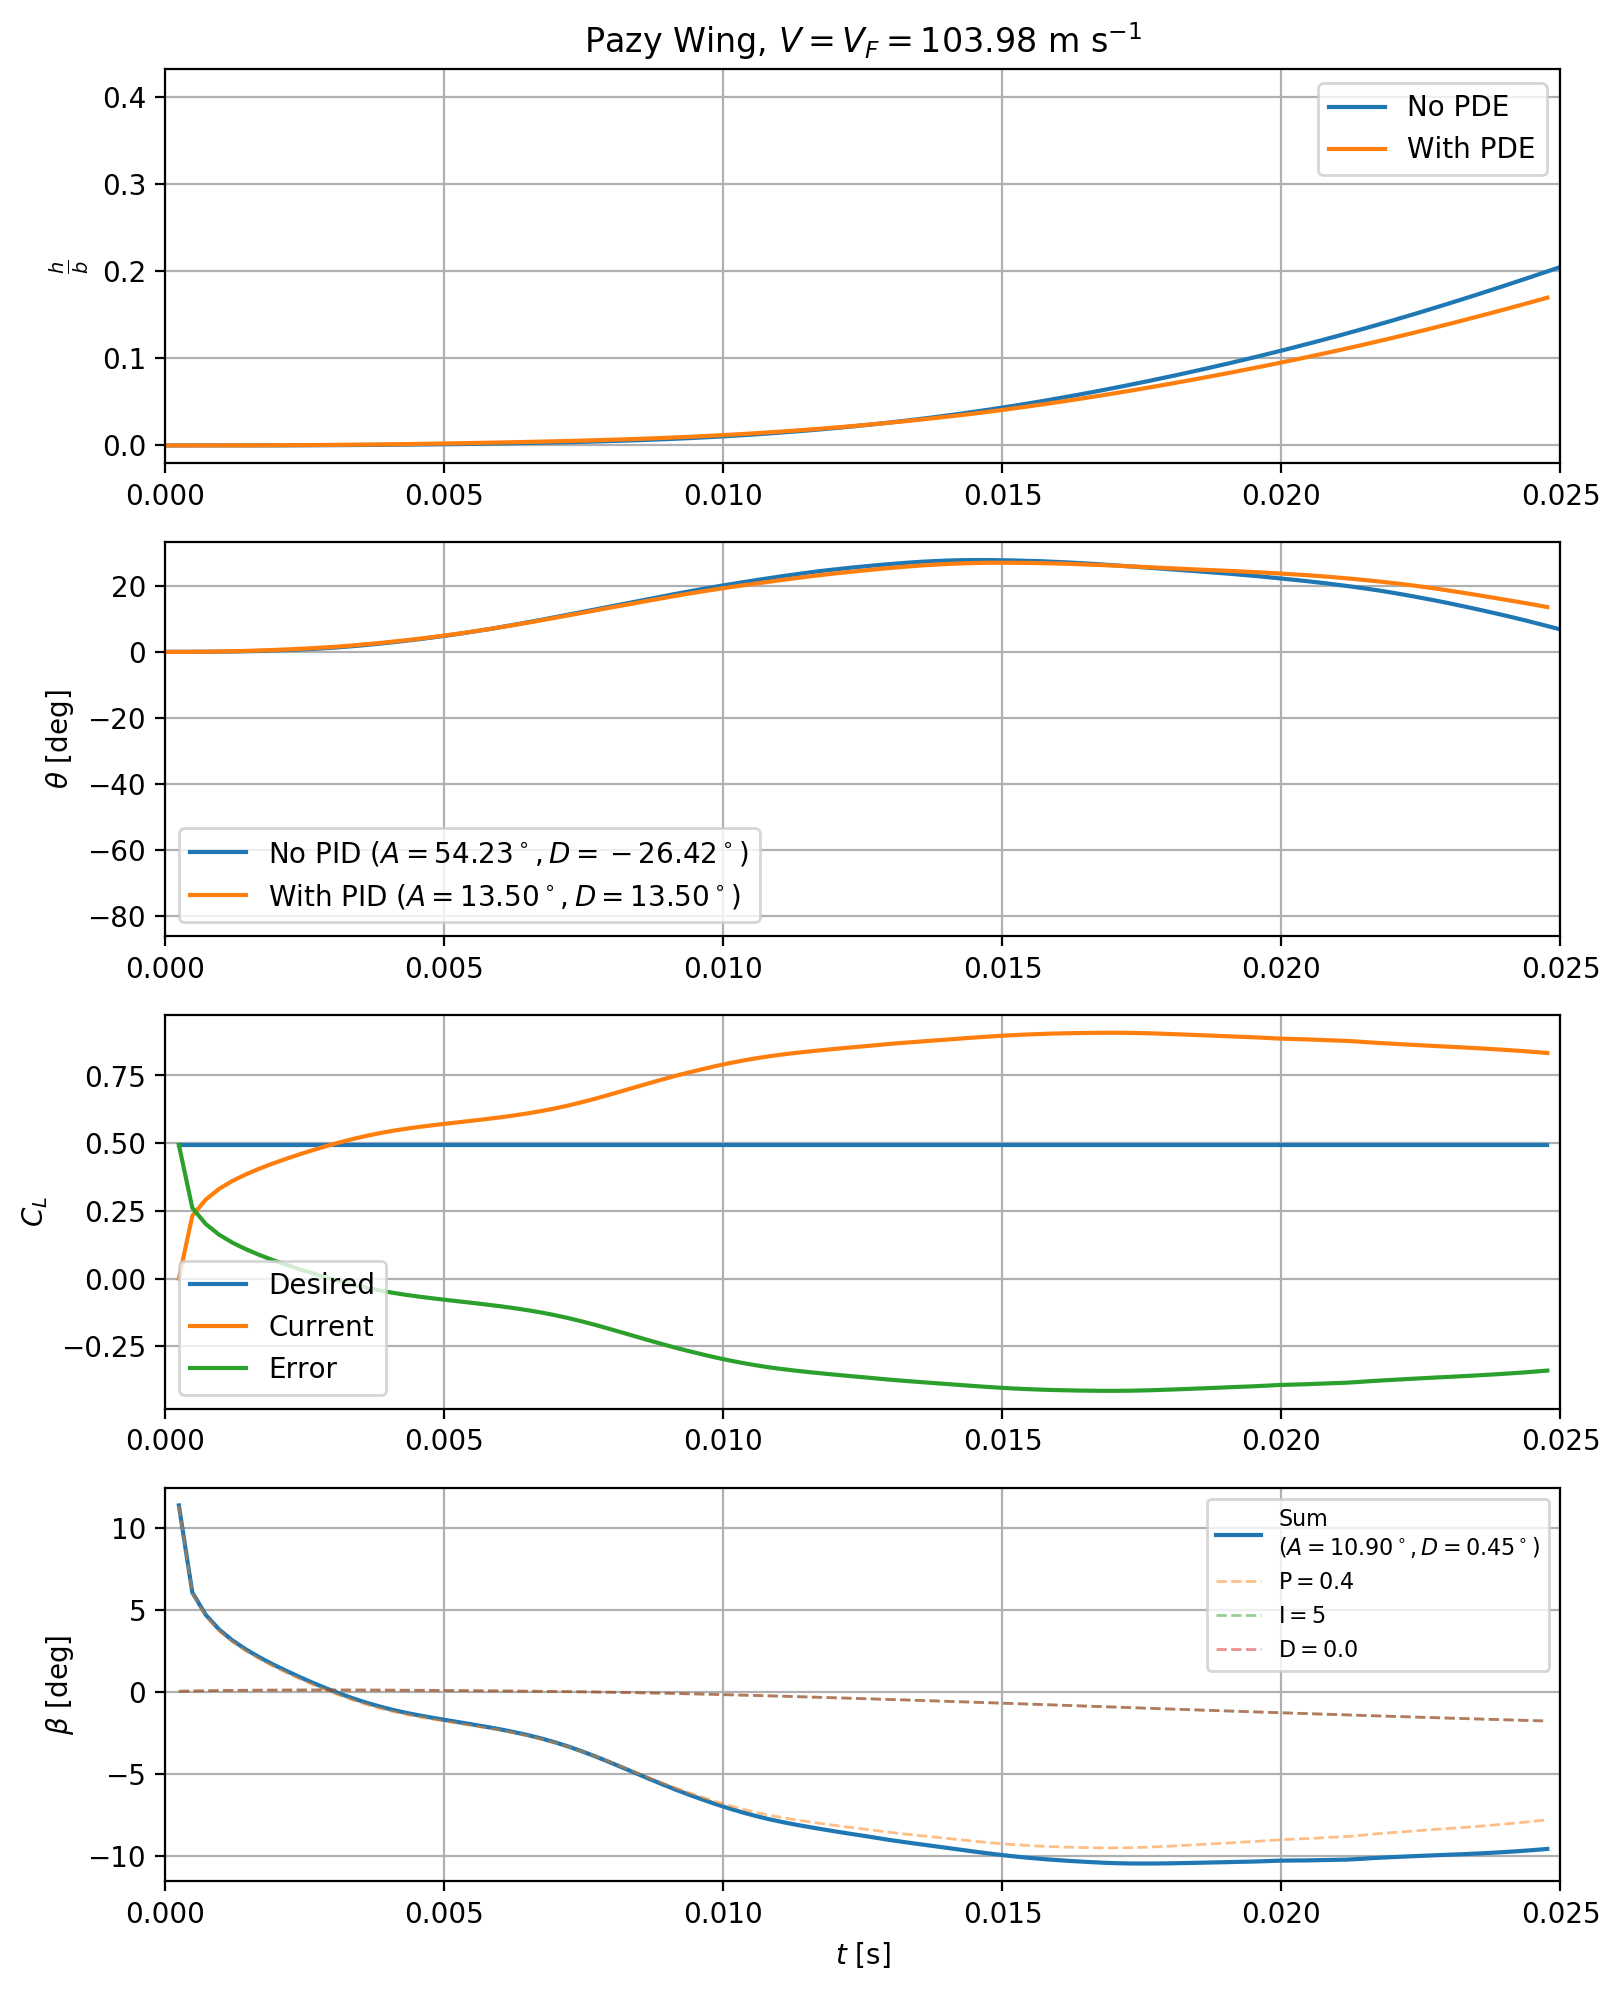 Pazy Wing, V = V_F = 103.98 m s⁻¹
0.4
0.3
0.2
0.1
0.0
h/b
No PDE
With PDE
0.000 0.005 0.010 0.015 0.020 0.025
20
0
−20
−40
−60
−80
θ [deg]
No PID (A = 54.23°, D = −26.42°)
With PID (A = 13.50°, D = 13.50°)
0.000 0.005 0.010 0.015 0.020 0.025
0.75
0.50
0.25
0.00
−0.25
C_L
Desired
Current
Error
0.000 0.005 0.010 0.015 0.020 0.025
10
5
0
−5
−10
β [deg]
Sum
(A = 10.90°, D = 0.45°)
P = 0.4
I = 5
D = 0.0
0.000 0.005 0.010 0.015 0.020 0.025
t [s]